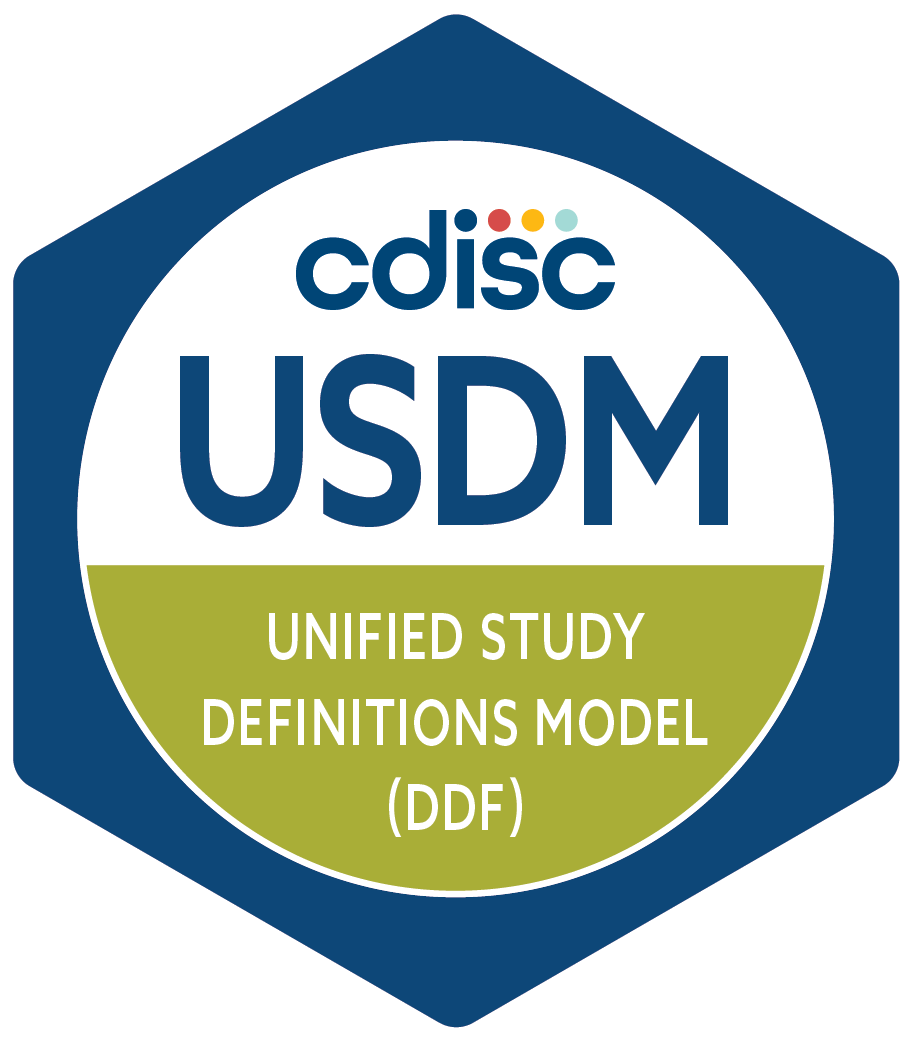 cdisc
USDM
UNIFIED STUDY
DEFINITIONS MODEL
(DDF)